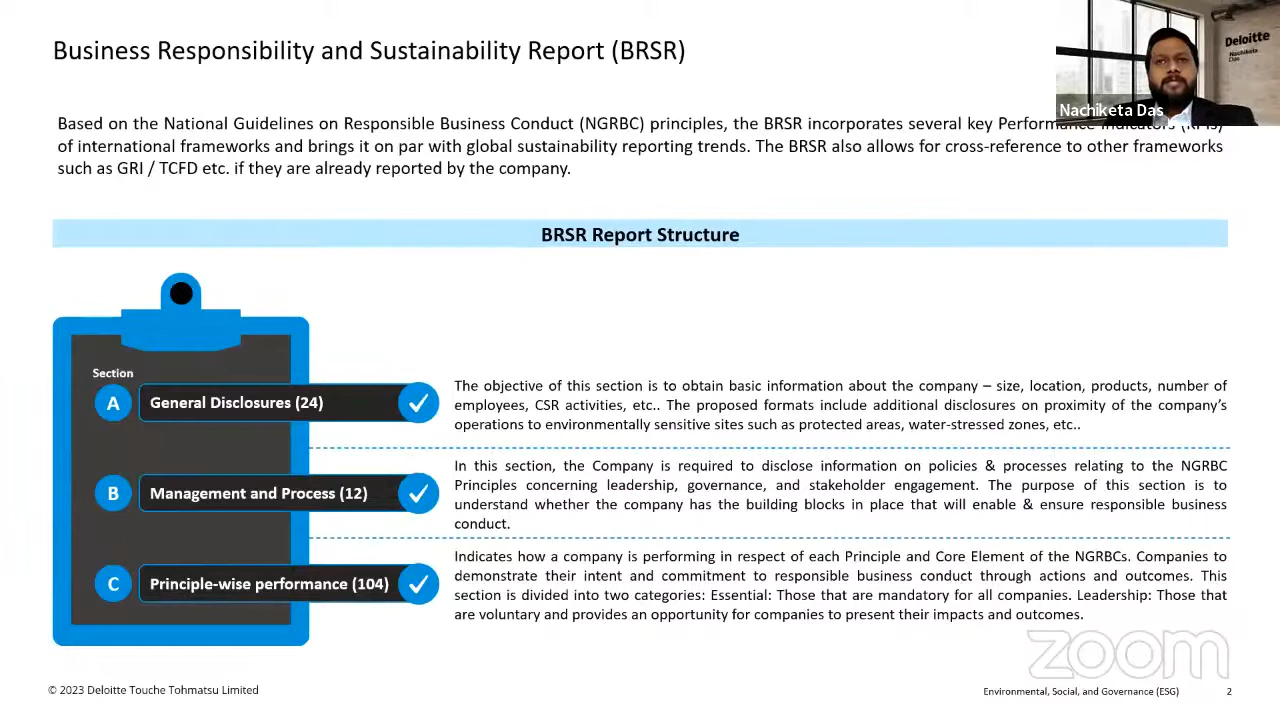 Business Responsibility and Sustainability Report (BRSR)
Deloitte
Nachiketa
Das
Nachiketa Das
Based on the National Guidelines on Responsible Business Conduct (NGRBC) principles, the BRSR incorporates several key Performance Indicators (KPIs)
of international frameworks and brings it on par with global sustainability reporting trends. The BRSR also allows for cross-reference to other frameworks
such as GRI / TCFD etc. if they are already reported by the company.
BRSR Report Structure
Section
A General Disclosures (24)
The objective of this section is to obtain basic information about the company – size, location, products, number of
employees, CSR activities, etc.. The proposed formats include additional disclosures on proximity of the company’s
operations to environmentally sensitive sites such as protected areas, water-stressed zones, etc..
B Management and Process (12)
In this section, the Company is required to disclose information on policies & processes relating to the NGRBC
Principles concerning leadership, governance, and stakeholder engagement. The purpose of this section is to
understand whether the company has the building blocks in place that will enable & ensure responsible business
conduct.
C Principle-wise performance (104)
Indicates how a company is performing in respect of each Principle and Core Element of the NGRBCs. Companies to
demonstrate their intent and commitment to responsible business conduct through actions and outcomes. This
section is divided into two categories: Essential: Those that are mandatory for all companies. Leadership: Those that
are voluntary and provides an opportunity for companies to present their impacts and outcomes.
zoom
© 2023 Deloitte Touche Tohmatsu Limited
Environmental, Social, and Governance (ESG)
2